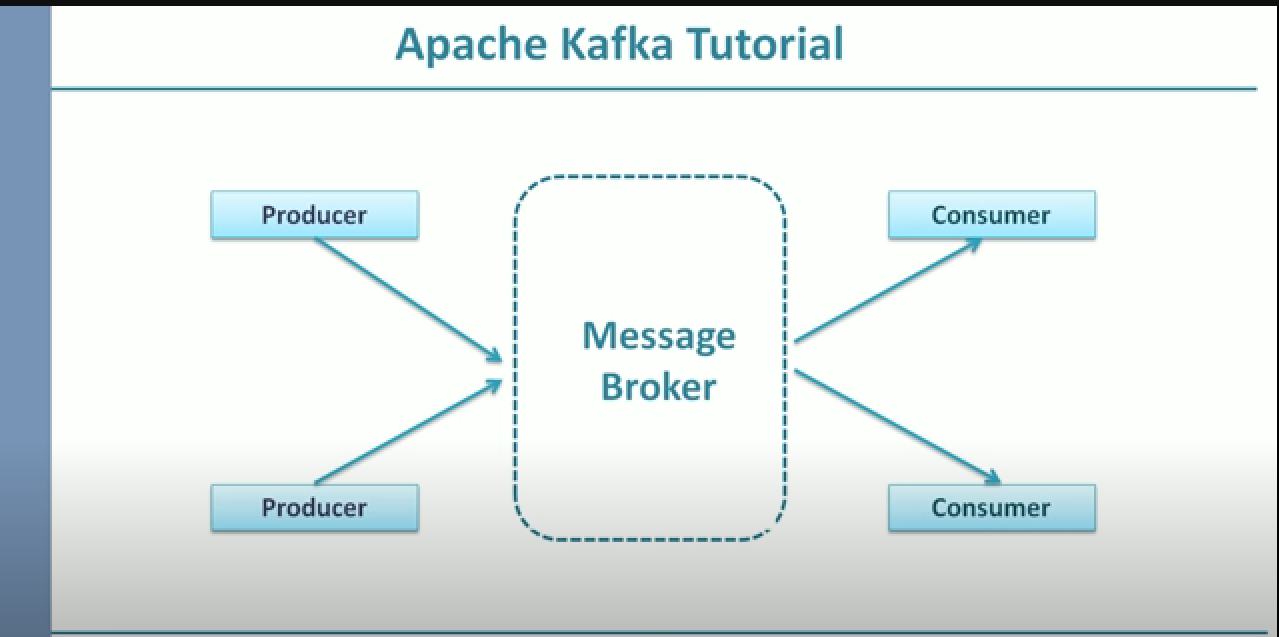 Apache Kafka Tutorial
Producer
Consumer
Message
Broker
Producer
Consumer